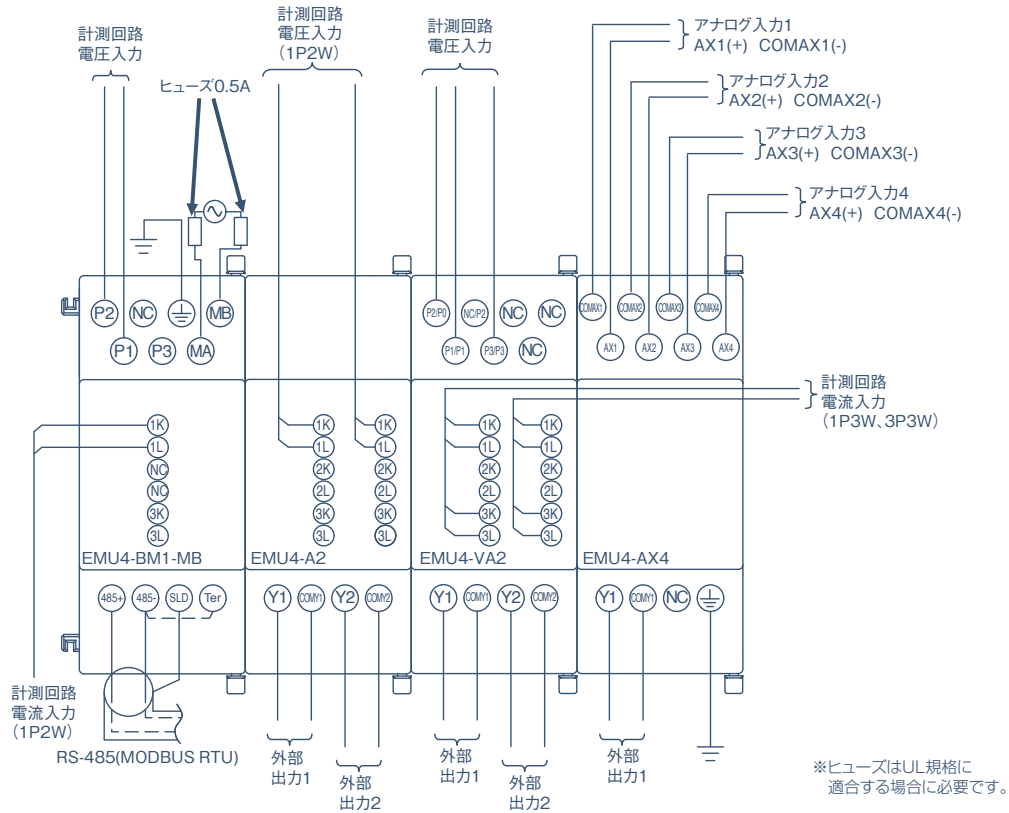 計測回路
電圧入力
計測回路
電圧入力
(1P2W)
計測回路
電圧入力
アナログ入力1
AX1(+) COMAX1(-)
アナログ入力2
AX2(+) COMAX2(-)
アナログ入力3
AX3(+) COMAX3(-)
アナログ入力4
AX4(+) COMAX4(-)
ヒューズ0.5A
P2 NC MB
P1 P3 MA
P2/P0 NC/P2 NC NC
P1/P1 P3/P3 NC
COMAX1 COMAX2 COMAX3 COMAX4
AX1 AX2 AX3 AX4
計測回路
電流入力
(1P3W、3P3W)
1K
1L
NC
NC
3K
3L
EMU4-BM1-MB
1K 1K
1L 1L
2K 2K
2L 2L
3K 3K
3L 3L
EMU4-A2
1K 1K
1L 1L
2K 2K
2L 2L
3K 3K
3L 3L
EMU4-VA2
EMU4-AX4
485+ 485- SLD Ter
Y1 COMY1 Y2 COMY2
Y1 COMY1 Y2 COMY2
Y1 COMY1 NC
計測回路
電流入力
(1P2W)
RS-485(MODBUS RTU)
外部
出力1
外部
出力2
外部
出力1
外部
出力2
外部
出力1
※ヒューズはUL規格に
適合する場合に必要です。